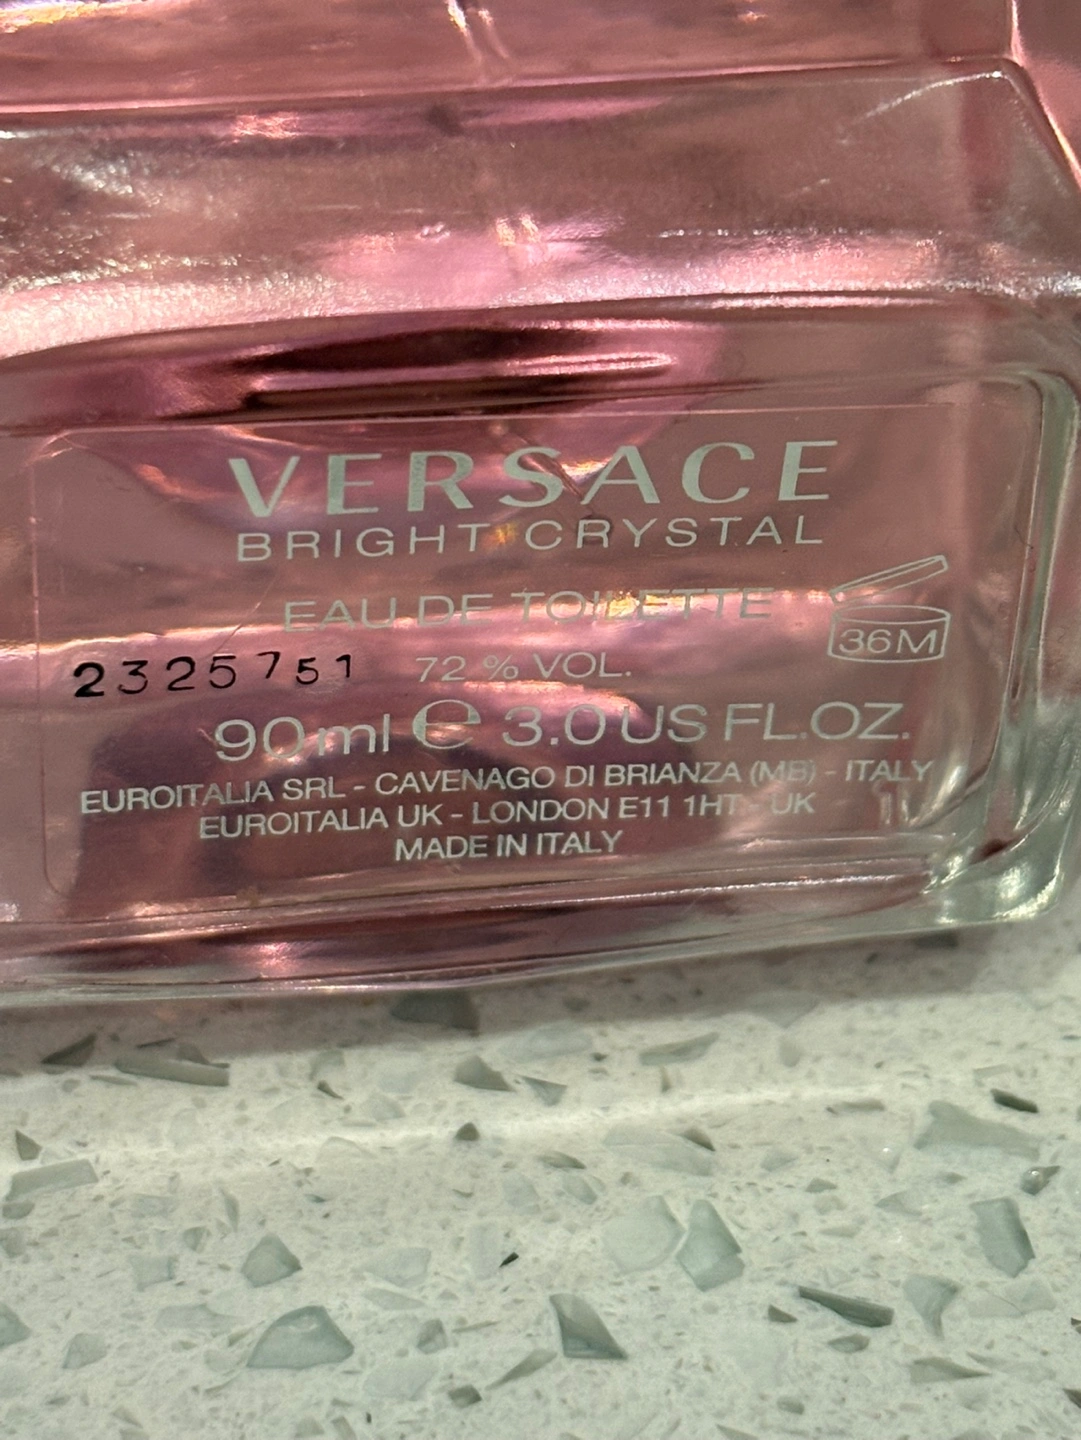 VERSACE
BRIGHT CRYSTAL
EAU DE TOILETTE
36M
2325751 72 % VOL.
90ml ℮ 3.0 US FL.OZ.
EUROITALIA SRL - CAVENAGO DI BRIANZA (MB) - ITALY
EUROITALIA UK - LONDON E11 1HT - UK
MADE IN ITALY